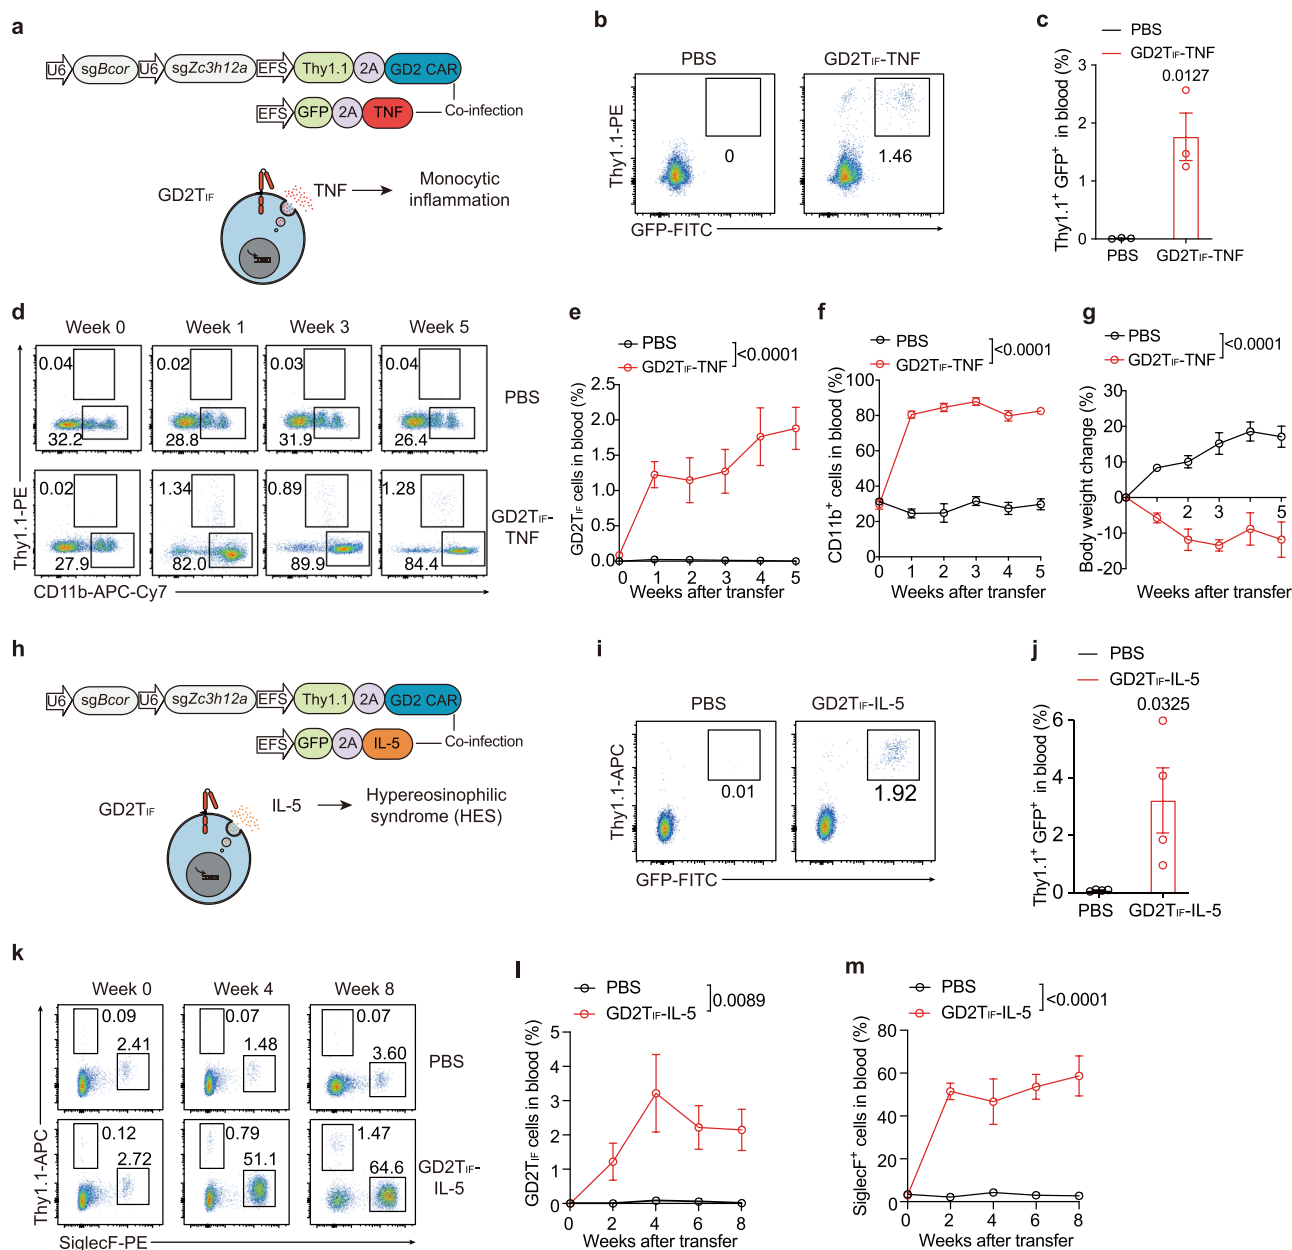 a
U6 sgBcor U6 sgZc3h12a EFS Thy1.1 2A GD2 CAR
EFS GFP 2A TNF Co-infection
GD2TIF TNF Monocytic
inflammation
b
PBS GD2TIF-TNF
Thy1.1-PE
0 1.46
GFP-FITC
c
PBS
GD2TIF-TNF
0.0127
Thy1.1+ GFP+ in blood (%)
3
2
1
0
PBS GD2TIF-TNF
d
Week 0 Week 1 Week 3 Week 5
0.04 0.02 0.03 0.04
PBS
32.2 28.8 31.9 26.4
0.02 1.34 0.89 1.28
GD2TIF-
TNF
27.9 82.0 89.9 84.4
Thy1.1-PE
CD11b-APC-Cy7
e
PBS
GD2TIF-TNF
<0.0001
GD2TIF cells in blood (%)
2.5
2.0
1.5
1.0
0.5
0.0
0 1 2 3 4 5
Weeks after transfer
f
PBS
GD2TIF-TNF
<0.0001
CD11b+ cells in blood (%)
100
80
60
40
20
0
0 1 2 3 4 5
Weeks after transfer
g
PBS
GD2TIF-TNF
<0.0001
Body weight change (%)
30
20
10
0
-10
-20
1 2 3 4 5
Weeks after transfer
h
U6 sgBcor U6 sgZc3h12a EFS Thy1.1 2A GD2 CAR
EFS GFP 2A IL-5 Co-infection
GD2TIF IL-5 Hypereosinophilic
syndrome (HES)
i
PBS GD2TIF-IL-5
Thy1.1-APC
0.01 1.92
GFP-FITC
j
PBS
GD2TIF-IL-5
0.0325
Thy1.1+ GFP+ in blood (%)
6
4
2
0
PBS GD2TIF-IL-5
k
Week 0 Week 4 Week 8
0.09 0.07 0.07
2.41 1.48 3.60
PBS
0.12 0.79 1.47
2.72 51.1 64.6
GD2TIF-
IL-5
Thy1.1-APC
SiglecF-PE
l
PBS
GD2TIF-IL-5
0.0089
GD2TIF cells in blood (%)
5
4
3
2
1
0
0 2 4 6 8
Weeks after transfer
m
PBS
GD2TIF-IL-5
<0.0001
SiglecF+ cells in blood (%)
80
60
40
20
0
0 2 4 6 8
Weeks after transfer